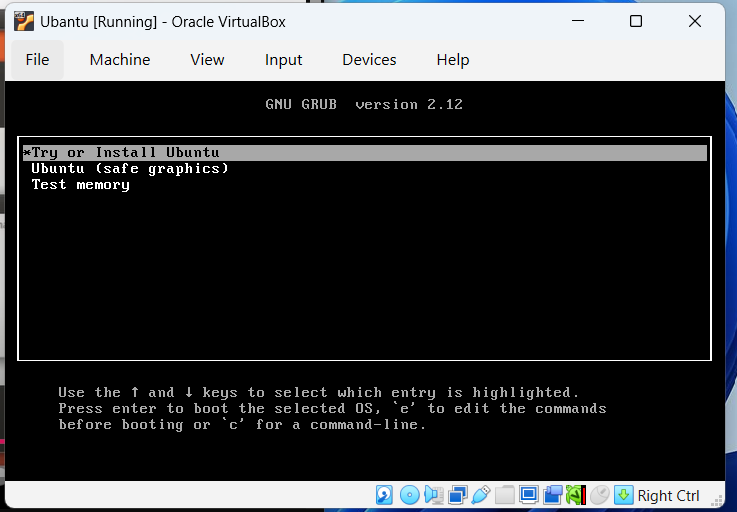 Ubantu [Running] - Oracle VirtualBox
File Machine View Input Devices Help
GNU GRUB version 2.12
*Try or Install Ubuntu
Ubuntu (safe graphics)
Test memory
Use the ↑ and ↓ keys to select which entry is highlighted.
Press enter to boot the selected OS, `e' to edit the commands
before booting or `c' for a command-line.
Right Ctrl